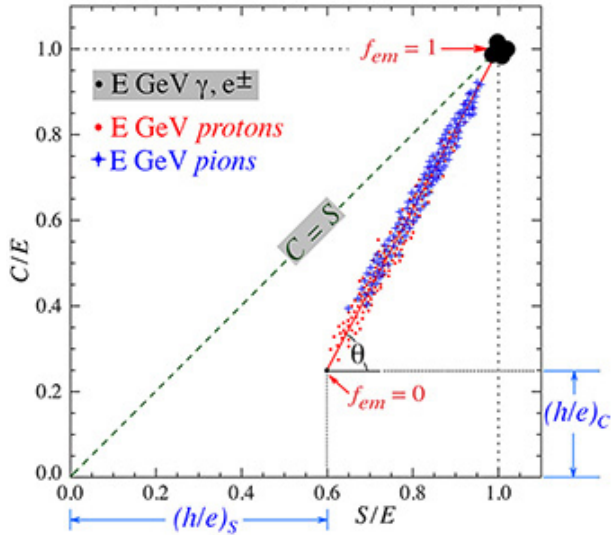 1.0
f_em = 1
• E GeV γ, e±
0.8
• E GeV protons
✦ E GeV pions
0.6
C = S
C/E
0.4
θ
0.2
f_em = 0
(h/e)_C
0.0
0.0 0.2 0.4 0.6 0.8 1.0
(h/e)_S
S/E